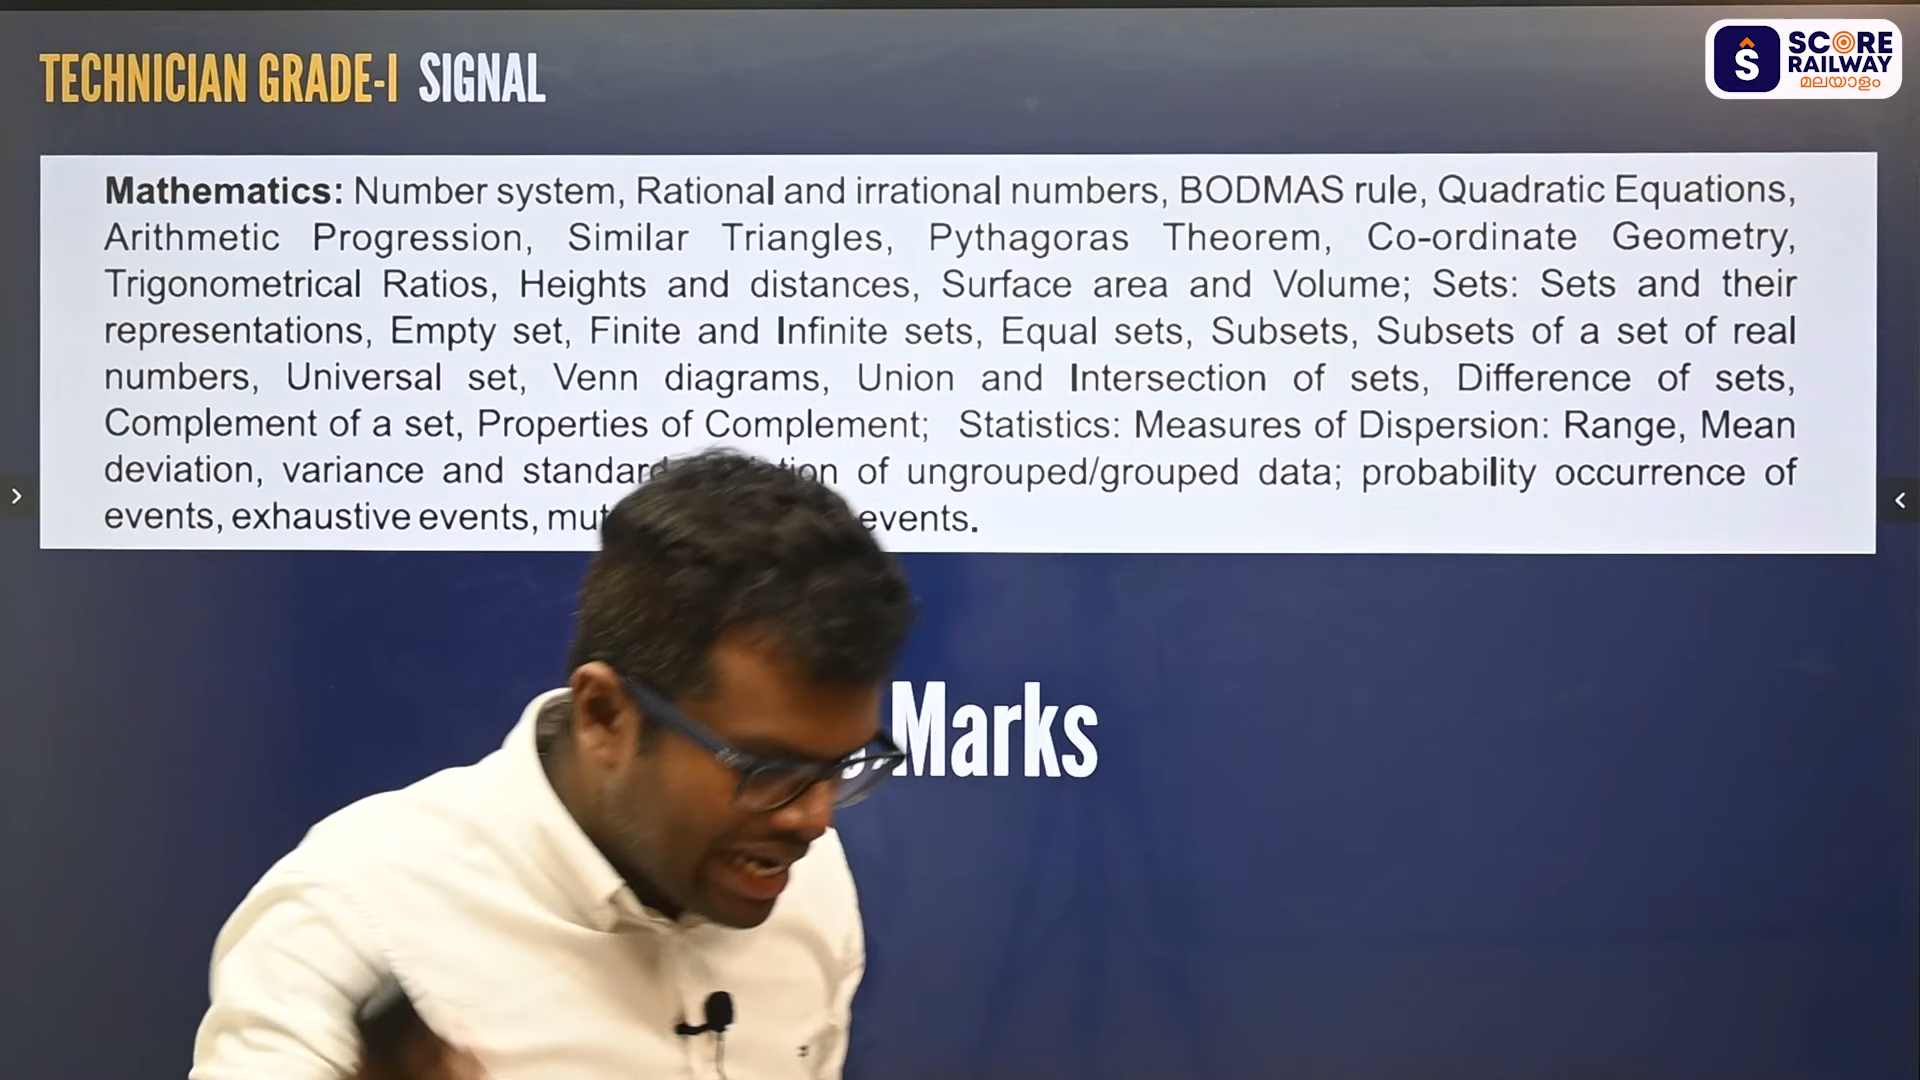 TECHNICIAN GRADE-I SIGNAL
SCORE
RAILWAY
മലയാളം
Mathematics: Number system, Rational and irrational numbers, BODMAS rule, Quadratic Equations,
Arithmetic Progression, Similar Triangles, Pythagoras Theorem, Co-ordinate Geometry,
Trigonometrical Ratios, Heights and distances, Surface area and Volume; Sets: Sets and their
representations, Empty set, Finite and Infinite sets, Equal sets, Subsets, Subsets of a set of real
numbers, Universal set, Venn diagrams, Union and Intersection of sets, Difference of sets,
Complement of a set, Properties of Complement; Statistics: Measures of Dispersion: Range, Mean
deviation, variance and standard of ungrouped/grouped data; probability occurrence of
events, exhaustive events, events.
Marks